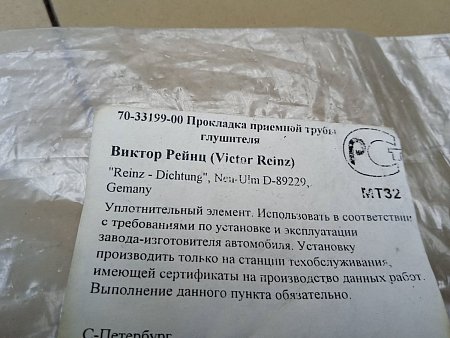 70-33199-00 Прокладка приемной трубы
глушителя
Виктор Рейнц (Victor Reinz)
"Reinz - Dichtung", Neu-Ulm D-89229,
Gemany
РСТ
МТ32
Уплотнительный элемент. Использовать в соответствии
с требованиями по установке и эксплуатации
завода-изготовителя автомобиля. Установку
производить только на станции техобслуживания,
имеющей сертификаты на производство данных работ.
Выполнение данного пункта обязательно.
С-Петербург